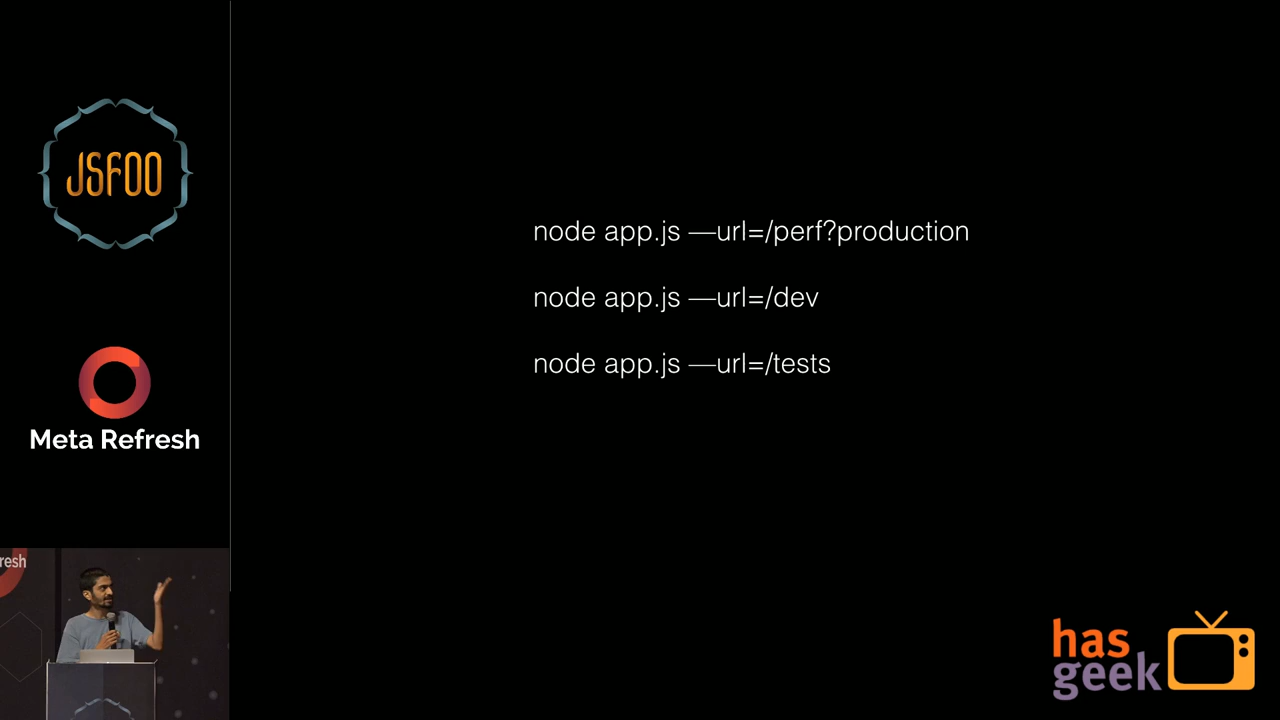 JSFOO
Meta Refresh
resh
node app.js —url=/perf?production
node app.js —url=/dev
node app.js —url=/tests
has
geek